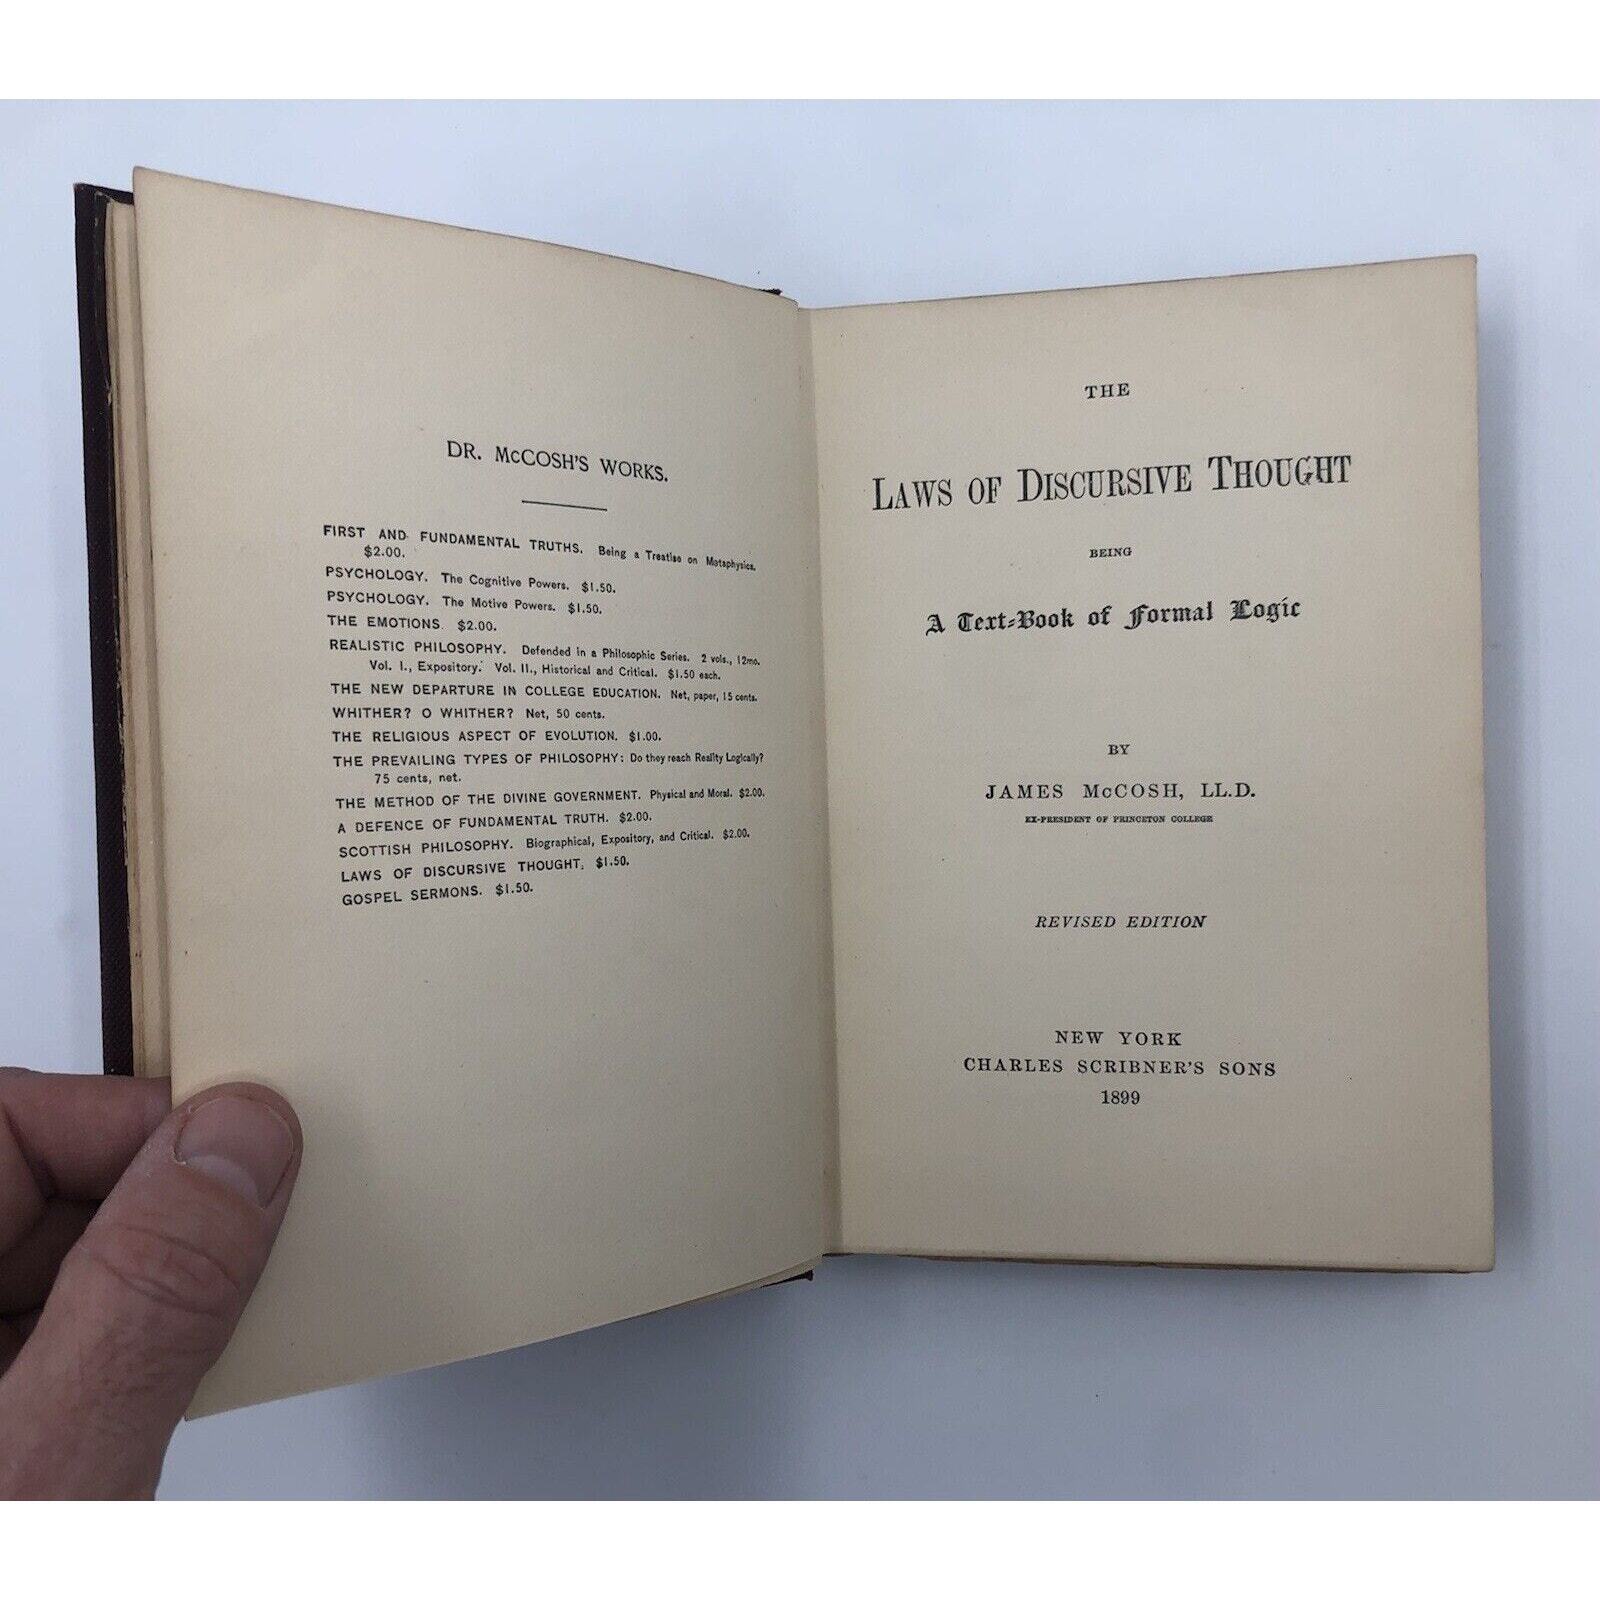 DR. McCOSH'S WORKS.
FIRST AND FUNDAMENTAL TRUTHS. Being a Treatise on Metaphysics.
$2.00.
PSYCHOLOGY. The Cognitive Powers. $1.50.
PSYCHOLOGY. The Motive Powers. $1.50.
THE EMOTIONS. $2.00.
REALISTIC PHILOSOPHY. Defended in a Philosophic Series. 2 vols., 12mo.
Vol. I., Expository. Vol. II., Historical and Critical. $1.50 each.
THE NEW DEPARTURE IN COLLEGE EDUCATION. Net, paper, 15 cents.
WHITHER? O WHITHER? Net, 50 cents.
THE RELIGIOUS ASPECT OF EVOLUTION. $1.00.
THE PREVAILING TYPES OF PHILOSOPHY: Do they reach Reality Logically?
75 cents, net.
THE METHOD OF THE DIVINE GOVERNMENT. Physical and Moral. $2.00.
A DEFENCE OF FUNDAMENTAL TRUTH. $2.00.
SCOTTISH PHILOSOPHY. Biographical, Expository, and Critical. $2.00.
LAWS OF DISCURSIVE THOUGHT, $1.50.
GOSPEL SERMONS. $1.50.
THE
LAWS OF DISCURSIVE THOUGHT
BEING
A Text-Book of Formal Logic
BY
JAMES McCOSH, LL.D.
EX-PRESIDENT OF PRINCETON COLLEGE
REVISED EDITION
NEW YORK
CHARLES SCRIBNER'S SONS
1899